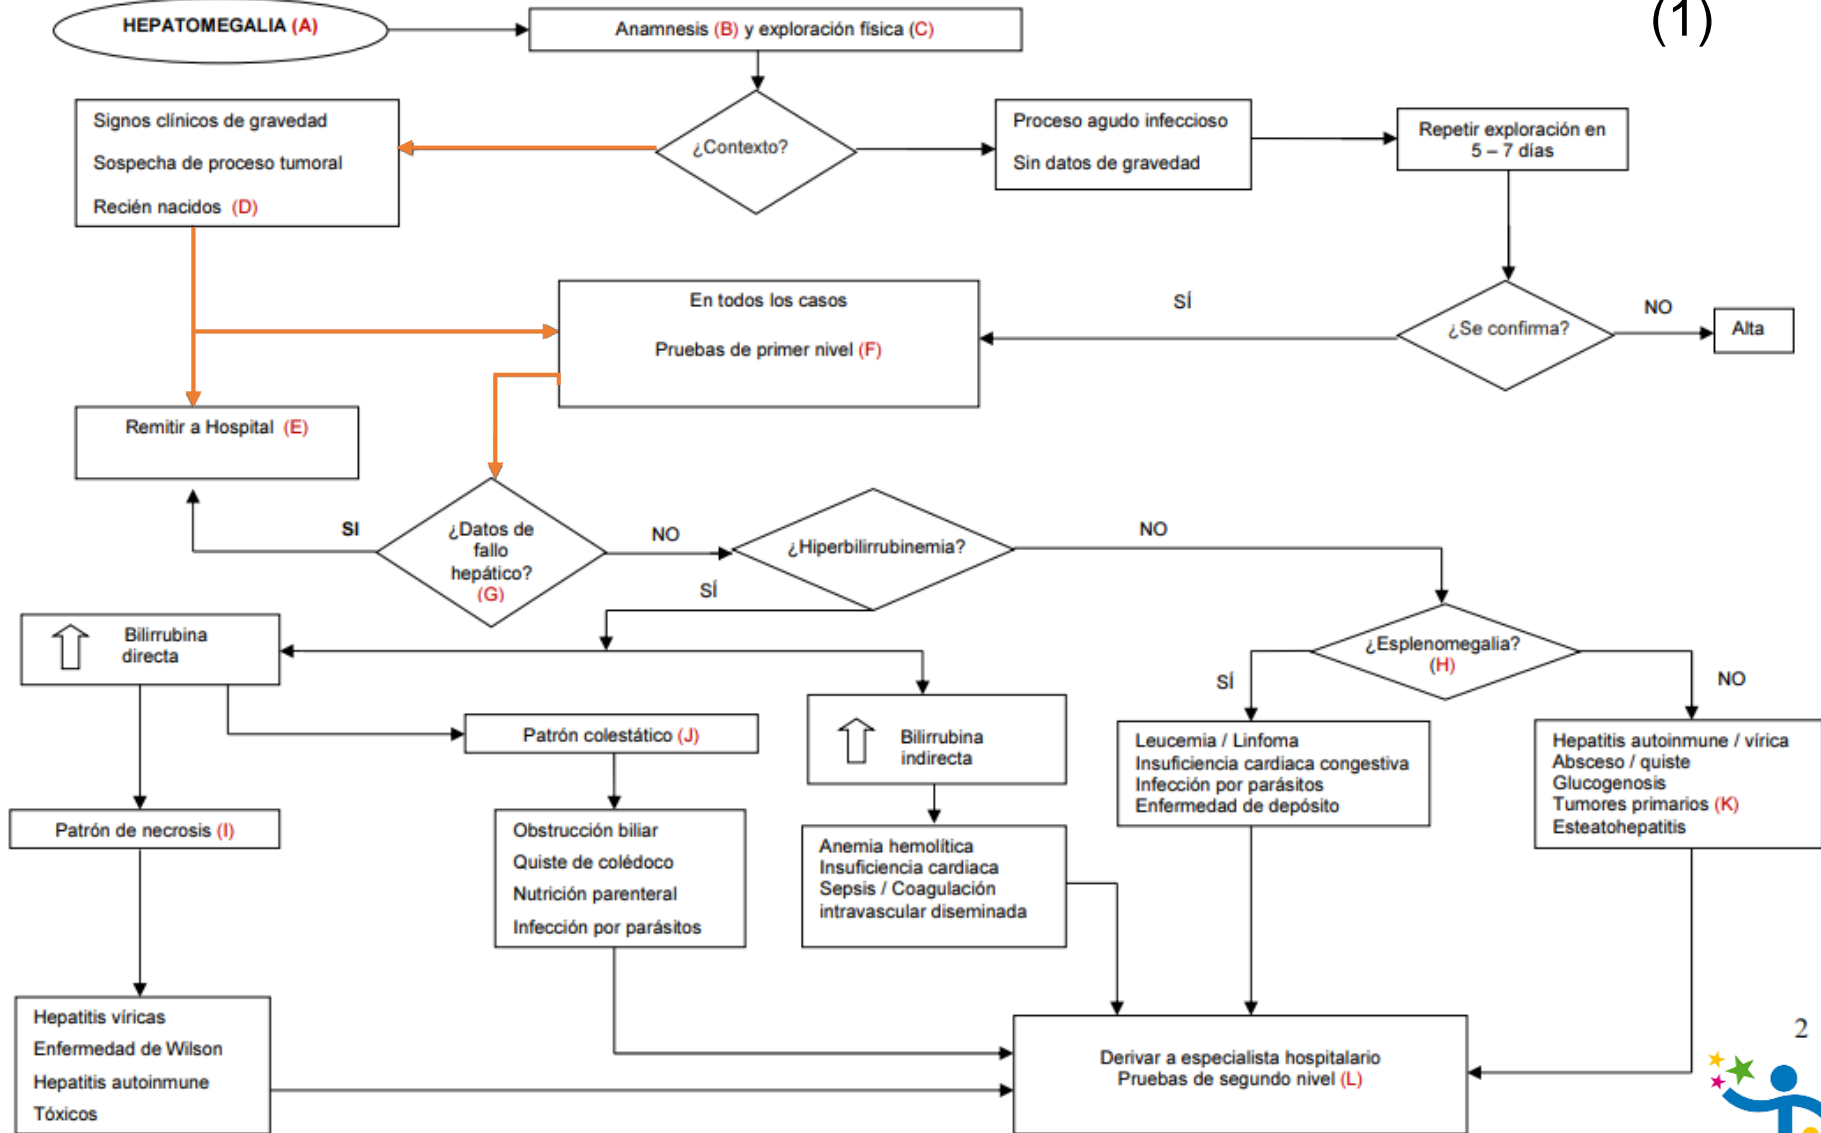 (1)
HEPATOMEGALIA (A)
Anamnesis (B) y exploración física (C)
Signos clínicos de gravedad
Sospecha de proceso tumoral
Recién nacidos (D)
¿Contexto?
Proceso agudo infeccioso
Sin datos de gravedad
Repetir exploración en
5 – 7 días
En todos los casos
Pruebas de primer nivel (F)
SÍ
¿Se confirma?
NO
Alta
Remitir a Hospital (E)
SI
¿Datos de
fallo
hepático?
(G)
NO
¿Hiperbilirrubinemia?
NO
SÍ
Bilirrubina
directa
¿Esplenomegalia?
(H)
SÍ
NO
Patrón colestático (J)
Bilirrubina
indirecta
Leucemia / Linfoma
Insuficiencia cardiaca congestiva
Infección por parásitos
Enfermedad de depósito
Hepatitis autoinmune / vírica
Absceso / quiste
Glucogenosis
Tumores primarios (K)
Esteatohepatitis
Patrón de necrosis (I)
Obstrucción biliar
Quiste de colédoco
Nutrición parenteral
Infección por parásitos
Anemia hemolítica
Insuficiencia cardiaca
Sepsis / Coagulación
intravascular diseminada
Hepatitis víricas
Enfermedad de Wilson
Hepatitis autoinmune
Tóxicos
Derivar a especialista hospitalario
Pruebas de segundo nivel (L)
2